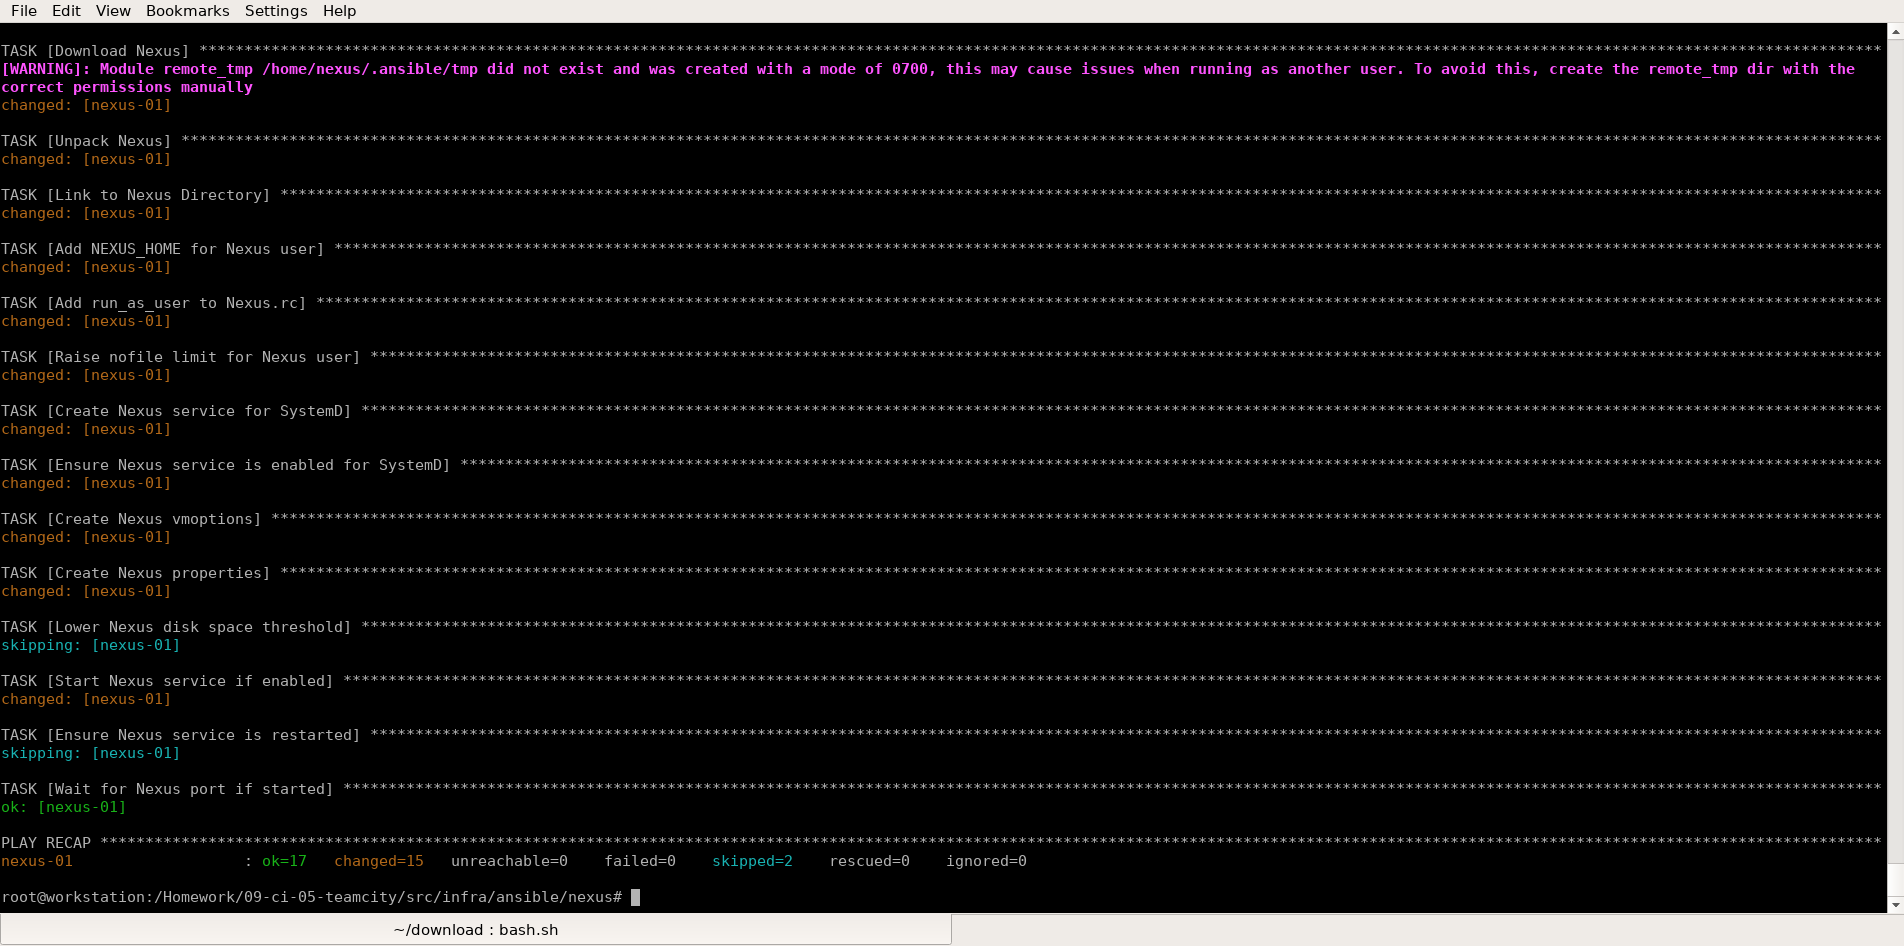 File Edit View Bookmarks Settings Help
TASK [Download Nexus] ***********************************************************************************************************************************************************************************************
[WARNING]: Module remote_tmp /home/nexus/.ansible/tmp did not exist and was created with a mode of 0700, this may cause issues when running as another user. To avoid this, create the remote_tmp dir with the
correct permissions manually
changed: [nexus-01]
TASK [Unpack Nexus] *************************************************************************************************************************************************************************************************
changed: [nexus-01]
TASK [Link to Nexus Directory] **************************************************************************************************************************************************************************************
changed: [nexus-01]
TASK [Add NEXUS_HOME for Nexus user] ********************************************************************************************************************************************************************************
changed: [nexus-01]
TASK [Add run_as_user to Nexus.rc] **********************************************************************************************************************************************************************************
changed: [nexus-01]
TASK [Raise nofile limit for Nexus user] ****************************************************************************************************************************************************************************
changed: [nexus-01]
TASK [Create Nexus service for SystemD] *****************************************************************************************************************************************************************************
changed: [nexus-01]
TASK [Ensure Nexus service is enabled for SystemD] ******************************************************************************************************************************************************************
changed: [nexus-01]
TASK [Create Nexus vmoptions] ***************************************************************************************************************************************************************************************
changed: [nexus-01]
TASK [Create Nexus properties] **************************************************************************************************************************************************************************************
changed: [nexus-01]
TASK [Lower Nexus disk space threshold] *****************************************************************************************************************************************************************************
skipping: [nexus-01]
TASK [Start Nexus service if enabled] *******************************************************************************************************************************************************************************
changed: [nexus-01]
TASK [Ensure Nexus service is restarted] ****************************************************************************************************************************************************************************
skipping: [nexus-01]
TASK [Wait for Nexus port if started] *******************************************************************************************************************************************************************************
ok: [nexus-01]
PLAY RECAP **********************************************************************************************************************************************************************************************************
nexus-01                   : ok=17   changed=15   unreachable=0    failed=0    skipped=2    rescued=0    ignored=0
root@workstation:/Homework/09-ci-05-teamcity/src/infra/ansible/nexus#
~/download : bash.sh